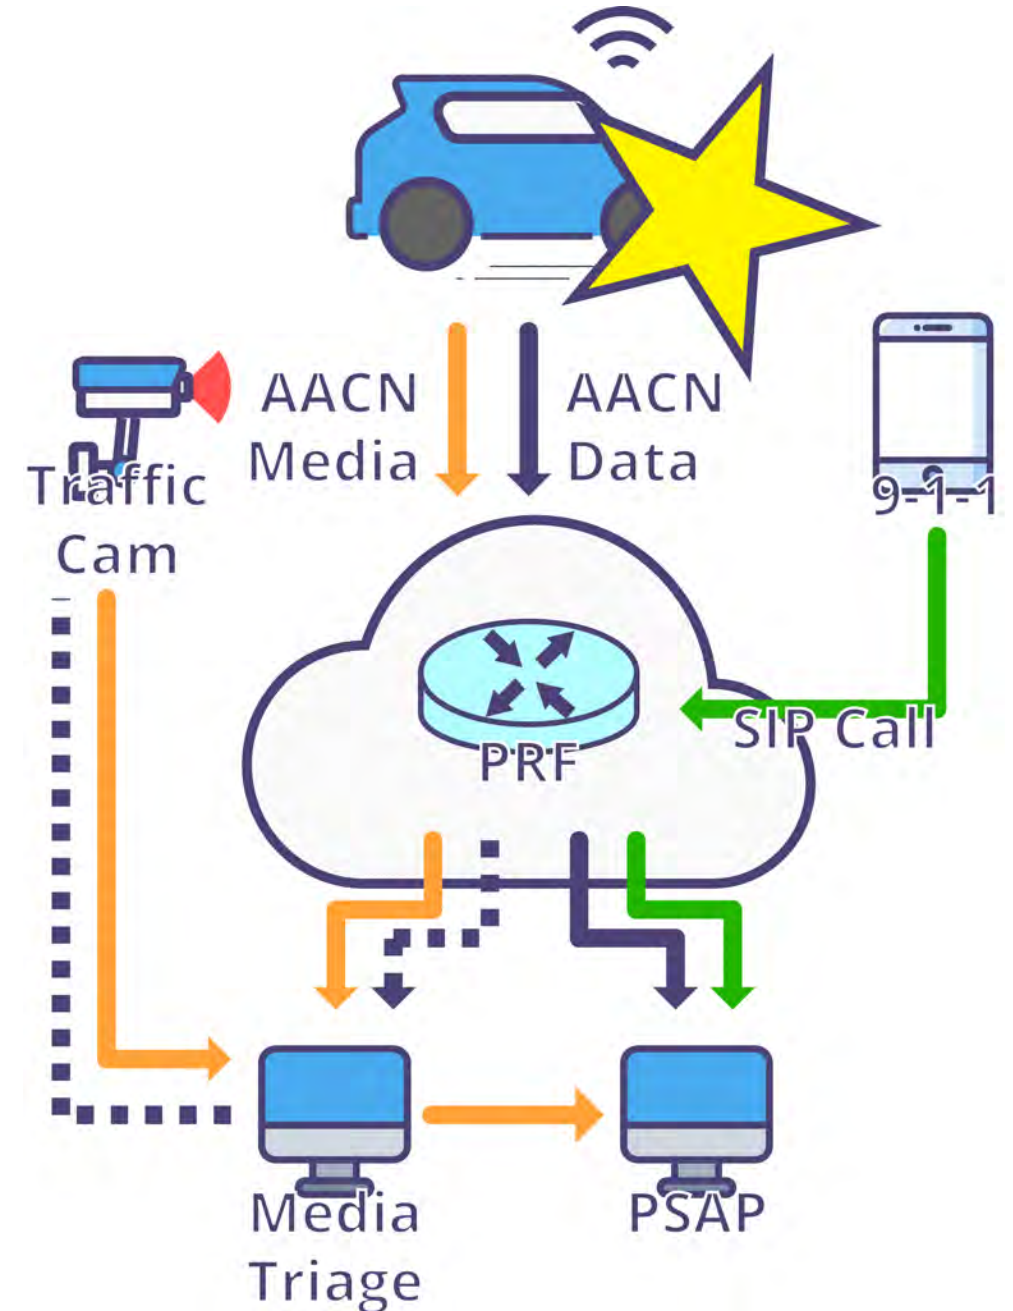 AACN
Media
AACN
Data
Traffic
Cam
9-1-1
SIP Call
PRF
Media
Triage
PSAP